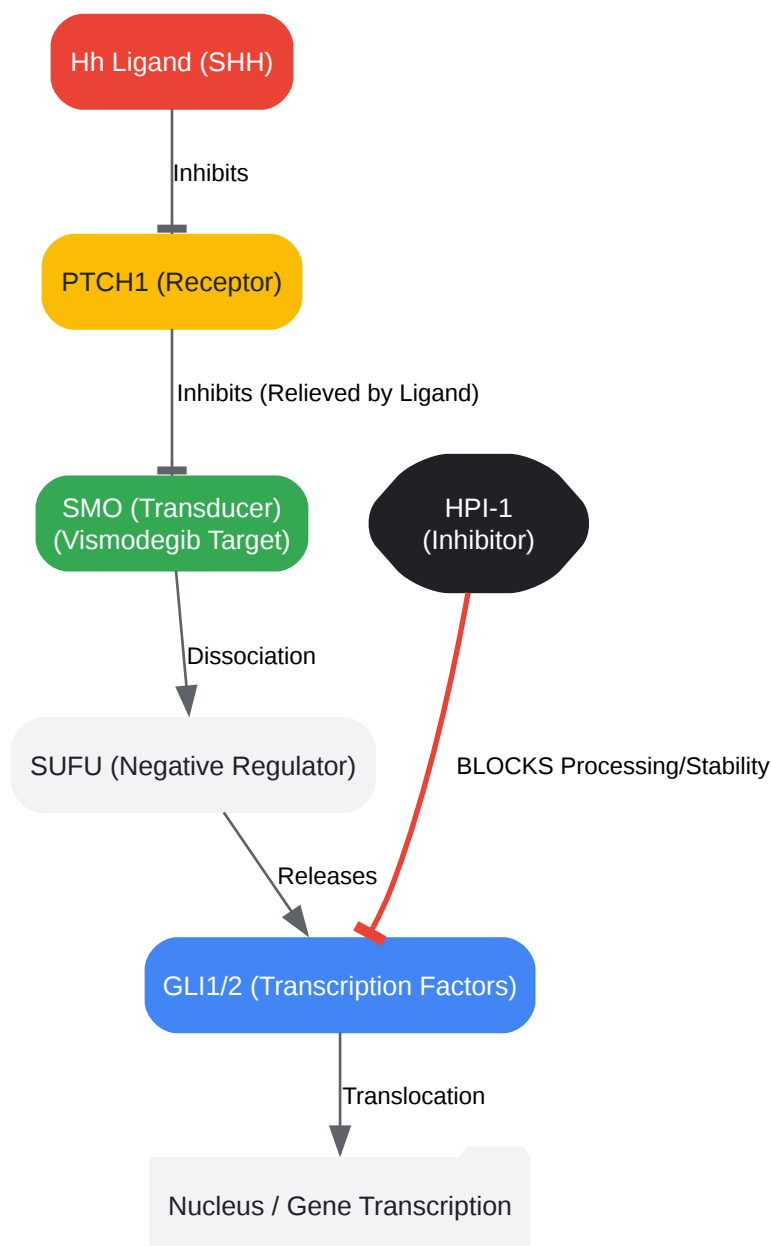 Hh Ligand (SHH)
Inhibits
PTCH1 (Receptor)
Inhibits (Relieved by Ligand)
SMO (Transducer)
(Vismodegib Target)
HPI-1
(Inhibitor)
Dissociation
SUFU (Negative Regulator)
BLOCKS Processing/Stability
Releases
GLI1/2 (Transcription Factors)
Translocation
Nucleus / Gene Transcription